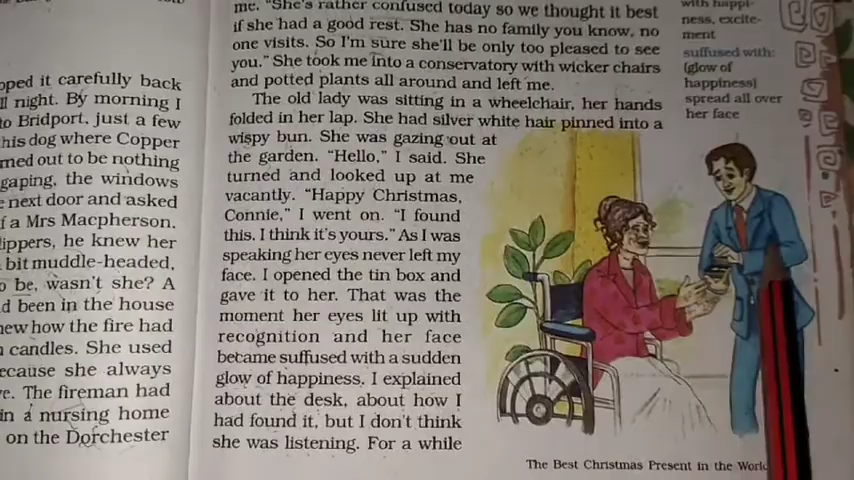 oped it carefully back
ll night. By morning I
to Bridport, just a few
his dog where Copper
rned out to be nothing
gaping, the windows
next door and asked
f a Mrs Macpherson.
lippers, he knew her
bit muddle-headed,
o be, wasn't she? A
d been in the house
new how the fire had
candles. She used
ecause she always
ve. The fireman had
in a nursing home
on the Dorchester
me. "She's rather confused today so we thought it best
if she had a good rest. She has no family you know, no
one visits. So I'm sure she'll be only too pleased to see
you." She took me into a conservatory with wicker chairs
and potted plants all around and left me.
The old lady was sitting in a wheelchair, her hands
folded in her lap. She had silver white hair pinned into a
wispy bun. She was gazing out at
the garden. "Hello," I said. She
turned and looked up at me
vacantly. "Happy Christmas,
Connie," I went on. "I found
this. I think it's yours." As I was
speaking her eyes never left my
face. I opened the tin box and
gave it to her. That was the
moment her eyes lit up with
recognition and her face
became suffused with a sudden
glow of happiness. I explained
about the desk, about how I
had found it, but I don't think
she was listening. For a while
with happi-
ness, excite-
ment
suffused with:
(glow of
happiness)
spread all over
her face
The Best Christmas Present in the World